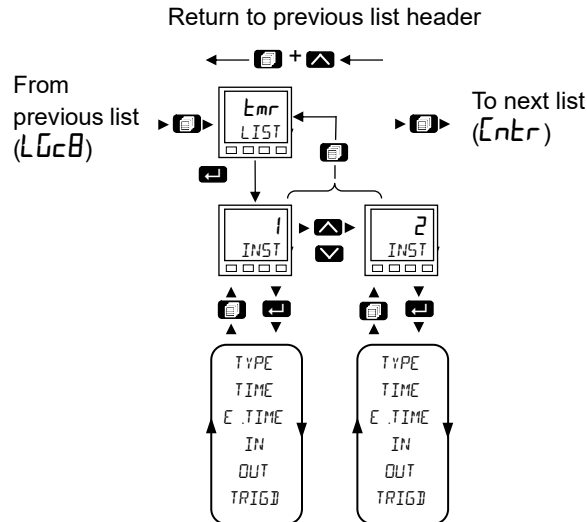 Return to previous list header
+
From
previous list
(LGc8)
tmr
LIST
To next list
(Cntr)
1
INST
2
INST
TYPE
TIME
E.TIME
IN
OUT
TRIGD
TYPE
TIME
E.TIME
IN
OUT
TRIGD